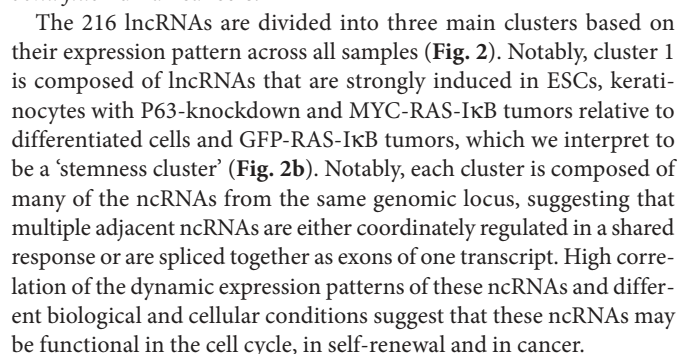 The 216 lncRNAs are divided into three main clusters based on
their expression pattern across all samples (Fig. 2). Notably, cluster 1
is composed of lncRNAs that are strongly induced in ESCs, kerati-
nocytes with P63-knockdown and MYC-RAS-IκB tumors relative to
differentiated cells and GFP-RAS-IκB tumors, which we interpret to
be a ‘stemness cluster’ (Fig. 2b). Notably, each cluster is composed of
many of the ncRNAs from the same genomic locus, suggesting that
multiple adjacent ncRNAs are either coordinately regulated in a shared
response or are spliced together as exons of one transcript. High corre-
lation of the dynamic expression patterns of these ncRNAs and differ-
ent biological and cellular conditions suggest that these ncRNAs may
be functional in the cell cycle, in self-renewal and in cancer.